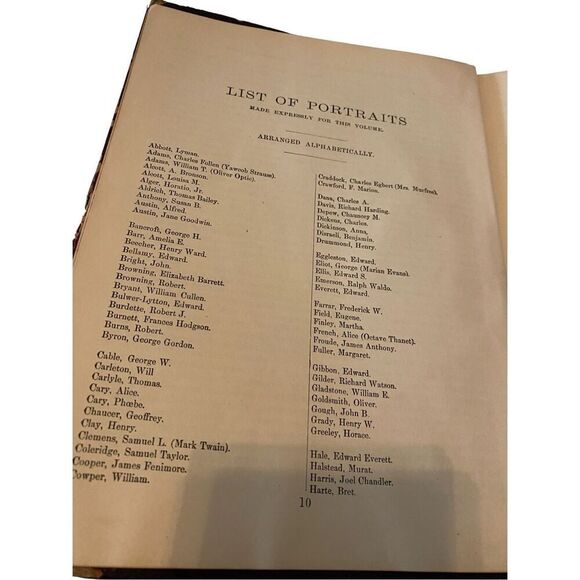 LIST OF PORTRAITS
MADE EXPRESSLY FOR THIS VOLUME.
ARRANGED ALPHABETICALLY.
Abbott, Lyman.
Adams, Charles Follen (Yawcob Strauss).
Adams, William T. (Oliver Optic).
Alcott, A. Bronson.
Alcott, Louisa M.
Alger, Horatio, Jr.
Aldrich, Thomas Bailey.
Anthony, Susan B.
Austin, Alfred.
Austin, Jane Goodwin.
Bancroft, George H.
Barr, Amelia E.
Beecher, Henry Ward.
Bellamy, Edward.
Bright, John.
Browning, Elizabeth Barrett.
Browning, Robert.
Bryant, William Cullen.
Bulwer-Lytton, Edward.
Burdette, Robert J.
Burnett, Frances Hodgson.
Burns, Robert.
Byron, George Gordon.
Cable, George W.
Carleton, Will
Carlyle, Thomas.
Cary, Alice.
Cary, Phœbe.
Chaucer, Geoffrey.
Clay, Henry.
Clemens, Samuel L. (Mark Twain).
Coleridge, Samuel Taylor.
Cooper, James Fenimore.
Cowper, William.
Craddock, Charles Egbert (Mrs. Murfree).
Crawford, F. Marion.
Dana, Charles A.
Davis, Richard Harding.
Depew, Chauncey M.
Dickens, Charles.
Dickinson, Anna.
Disraeli, Benjamin.
Drummond, Henry.
Eggleston, Edward.
Eliot, George (Marian Evans).
Ellis, Edward S.
Emerson, Ralph Waldo.
Everett, Edward.
Farrar, Frederick W.
Field, Eugene.
Finley, Martha.
French, Alice (Octave Thanet).
Froude, James Anthony.
Fuller, Margaret.
Gibbon, Edward.
Gilder, Richard Watson.
Gladstone, William E.
Goldsmith, Oliver.
Gough, John B.
Grady, Henry W.
Greeley, Horace.
Hale, Edward Everett.
Halstead, Murat.
Harris, Joel Chandler.
Harte, Bret.
10